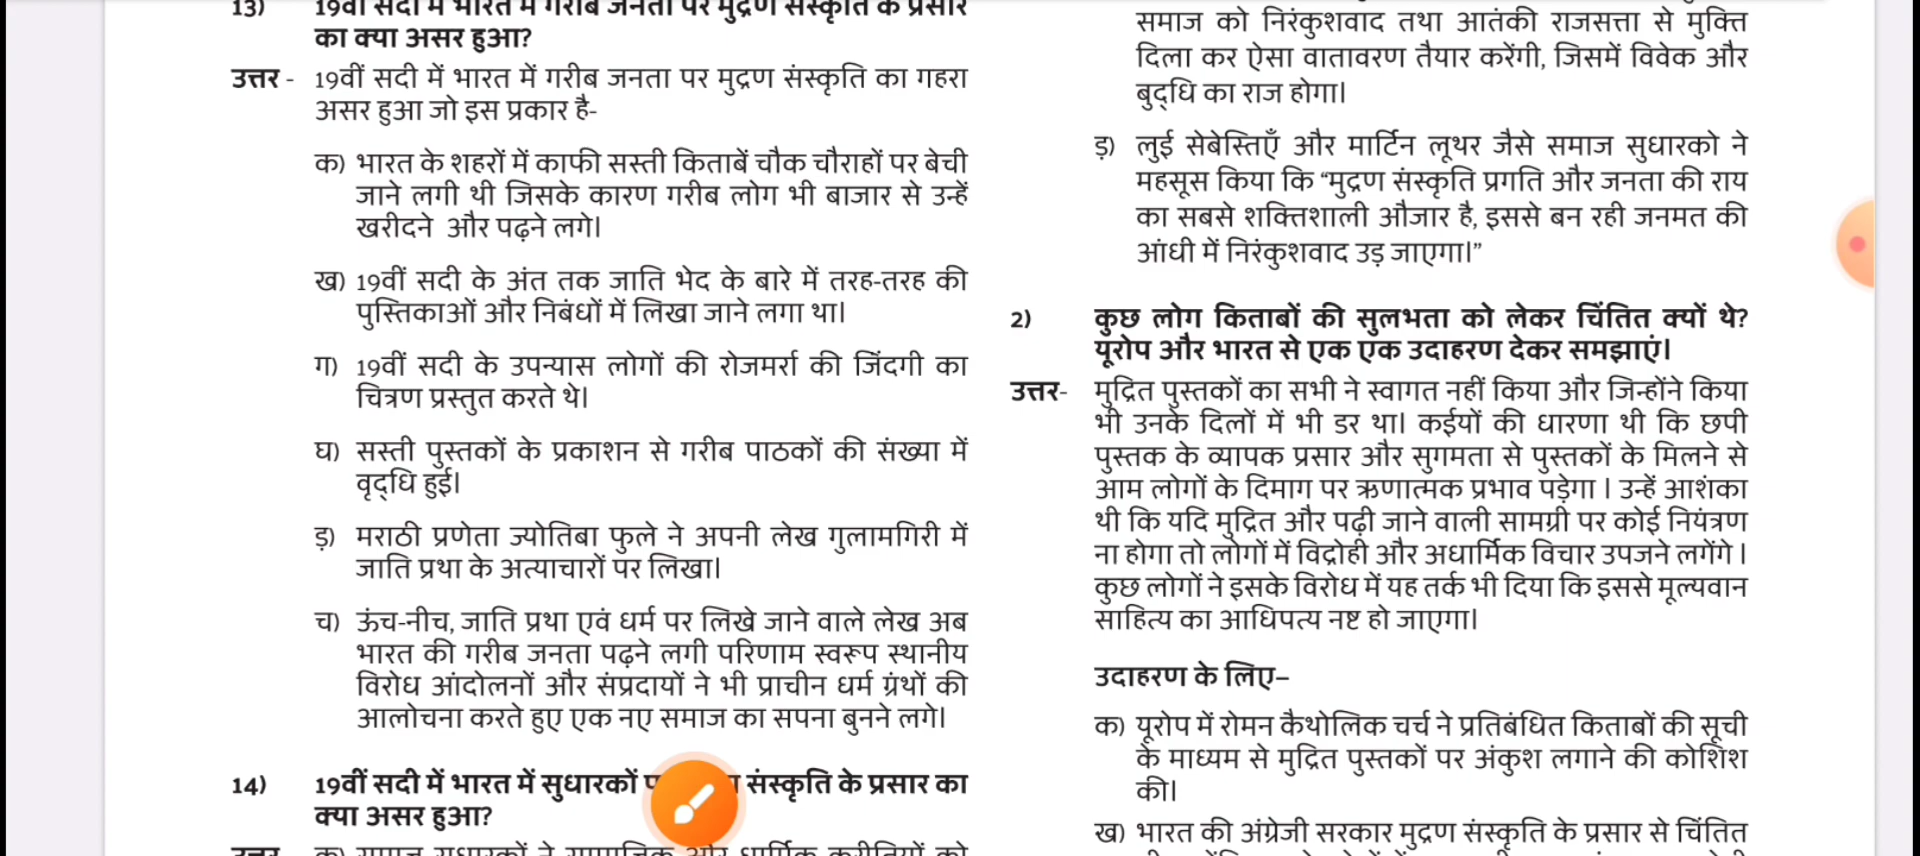 13) 19वीं सदी में भारत में गरीब जनता पर मुद्रण संस्कृति के प्रसार
का क्या असर हुआ?
उत्तर - 19वीं सदी में भारत में गरीब जनता पर मुद्रण संस्कृति का गहरा
असर हुआ जो इस प्रकार है-
क) भारत के शहरों में काफी सस्ती किताबें चौक चौराहों पर बेची
जाने लगी थी जिसके कारण गरीब लोग भी बाजार से उन्हें
खरीदने और पढ़ने लगे।
ख) 19वीं सदी के अंत तक जाति भेद के बारे में तरह-तरह की
पुस्तिकाओं और निबंधों में लिखा जाने लगा था।
ग) 19वीं सदी के उपन्यास लोगों की रोजमर्रा की जिंदगी का
चित्रण प्रस्तुत करते थे।
घ) सस्ती पुस्तकों के प्रकाशन से गरीब पाठकों की संख्या में
वृद्धि हुई।
ड़) मराठी प्रणेता ज्योतिबा फुले ने अपनी लेख गुलामगिरी में
जाति प्रथा के अत्याचारों पर लिखा।
च) ऊंच-नीच, जाति प्रथा एवं धर्म पर लिखे जाने वाले लेख अब
भारत की गरीब जनता पढ़ने लगी परिणाम स्वरूप स्थानीय
विरोध आंदोलनों और संप्रदायों ने भी प्राचीन धर्म ग्रंथों की
आलोचना करते हुए एक नए समाज का सपना बुनने लगे।
14) 19वीं सदी में भारत में सुधारकों संस्कृति के प्रसार का
क्या असर हुआ?
उत्तर क) समाज सुधारकों ने सामाजिक और धार्मिक कुरीतियों को
समाज को निरंकुशवाद तथा आतंकी राजसत्ता से मुक्ति
दिला कर ऐसा वातावरण तैयार करेंगी, जिसमें विवेक और
बुद्धि का राज होगा।
ड़) लुई सेबेस्तिएँ और मार्टिन लूथर जैसे समाज सुधारको ने
महसूस किया कि “मुद्रण संस्कृति प्रगति और जनता की राय
का सबसे शक्तिशाली औजार है, इससे बन रही जनमत की
आंधी में निरंकुशवाद उड़ जाएगा।”
2) कुछ लोग किताबों की सुलभता को लेकर चिंतित क्यों थे?
यूरोप और भारत से एक एक उदाहरण देकर समझाएं।
उत्तर- मुद्रित पुस्तकों का सभी ने स्वागत नहीं किया और जिन्होंने किया
भी उनके दिलों में भी डर था। कईयों की धारणा थी कि छपी
पुस्तक के व्यापक प्रसार और सुगमता से पुस्तकों के मिलने से
आम लोगों के दिमाग पर ऋणात्मक प्रभाव पड़ेगा । उन्हें आशंका
थी कि यदि मुद्रित और पढ़ी जाने वाली सामग्री पर कोई नियंत्रण
ना होगा तो लोगों में विद्रोही और अधार्मिक विचार उपजने लगेंगे ।
कुछ लोगों ने इसके विरोध में यह तर्क भी दिया कि इससे मूल्यवान
साहित्य का आधिपत्य नष्ट हो जाएगा।
उदाहरण के लिए–
क) यूरोप में रोमन कैथोलिक चर्च ने प्रतिबंधित किताबों की सूची
के माध्यम से मुद्रित पुस्तकों पर अंकुश लगाने की कोशिश
की।
ख) भारत की अंग्रेजी सरकार मुद्रण संस्कृति के प्रसार से चिंतित